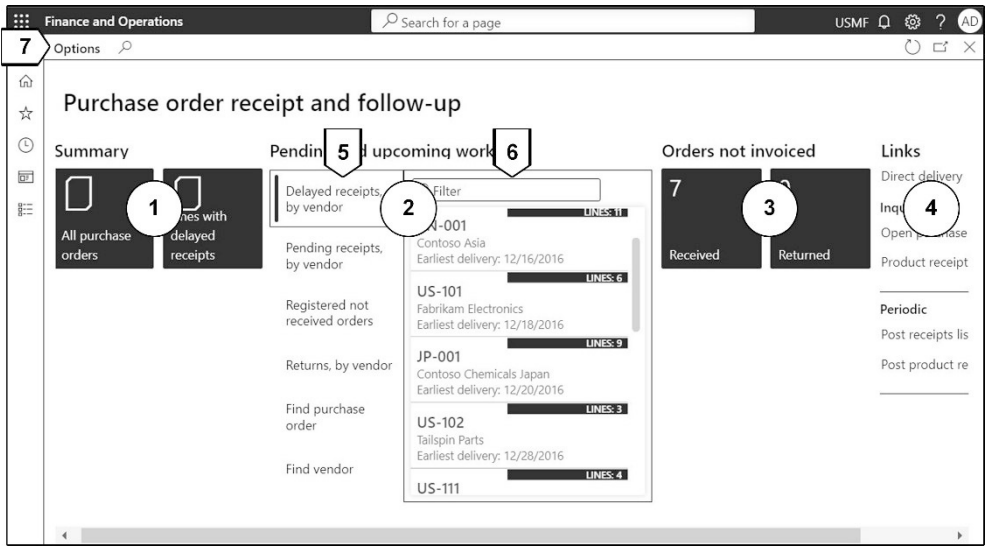 Finance and Operations
Search for a page
USMF
?
AD
7
Options
Purchase order receipt and follow-up
Summary
1
All purchase
orders
with
delayed
receipts
5
upcoming work
6
Delayed receipts,
by vendor
Pending receipts,
by vendor
Registered not
received orders
Returns, by vendor
Find purchase
order
Find vendor
2
Filter
LINES: 11
-001
Contoso Asia
Earliest delivery: 12/16/2016
LINES: 6
US-101
Fabrikam Electronics
Earliest delivery: 12/18/2016
LINES: 9
JP-001
Contoso Chemicals Japan
Earliest delivery: 12/20/2016
LINES: 3
US-102
Tailspin Parts
Earliest delivery: 12/28/2016
LINES: 4
US-111
Orders not invoiced
7
Received
3
Returned
Links
Direct delivery
4
Open
Product receipt
Periodic
Post receipts lis
Post product re